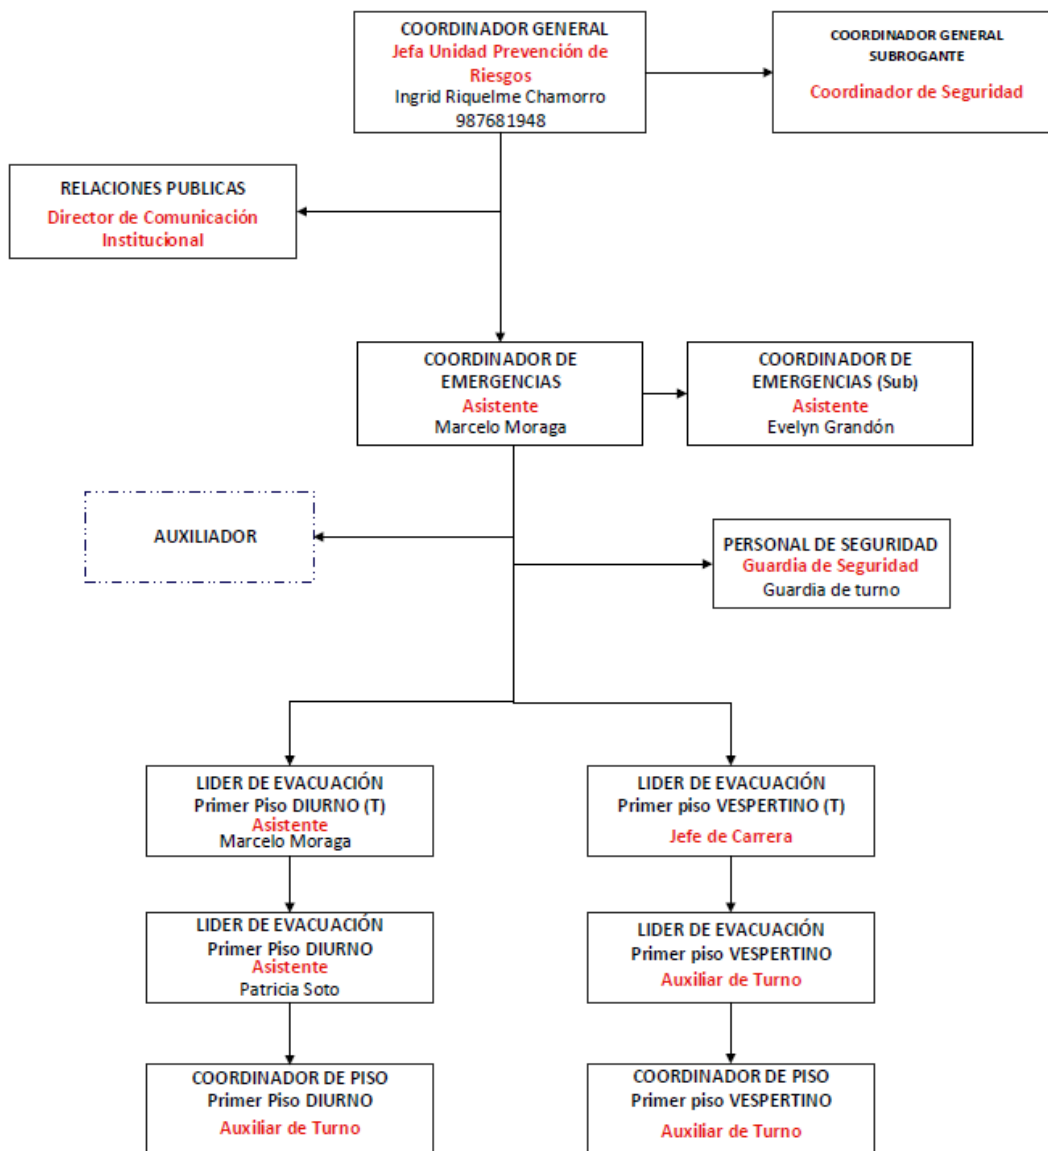 COORDINADOR GENERAL
Jefa Unidad Prevención de
Riesgos
Ingrid Riquelme Chamorro
987681948
COORDINADOR GENERAL
SUBROGANTE
Coordinador de Seguridad
RELACIONES PUBLICAS
Director de Comunicación
Institucional
COORDINADOR DE
EMERGENCIAS
Asistente
Marcelo Moraga
COORDINADOR DE
EMERGENCIAS (Sub)
Asistente
Evelyn Grandón
AUXILIADOR
PERSONAL DE SEGURIDAD
Guardia de Seguridad
Guardia de turno
LIDER DE EVACUACIÓN
Primer Piso DIURNO (T)
Asistente
Marcelo Moraga
LIDER DE EVACUACIÓN
Primer piso VESPERTINO (T)
Jefe de Carrera
LIDER DE EVACUACIÓN
Primer Piso DIURNO
Asistente
Patricia Soto
LIDER DE EVACUACIÓN
Primer piso VESPERTINO
Auxiliar de Turno
COORDINADOR DE PISO
Primer Piso DIURNO
Auxiliar de Turno
COORDINADOR DE PISO
Primer piso VESPERTINO
Auxiliar de Turno